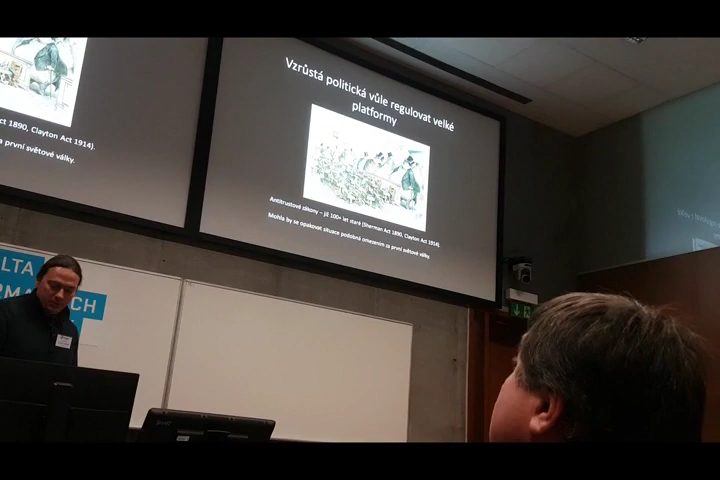 Vzrůstá politická vůle regulovat velké
platformy
Antitrustové zákony – již 100+ let staré (Sherman Act 1890, Clayton Act 1914).
Mohla by se opakovat situace podobná omezením za první světové války.
ct 1890, Clayton Act 1914).
a první světové války.